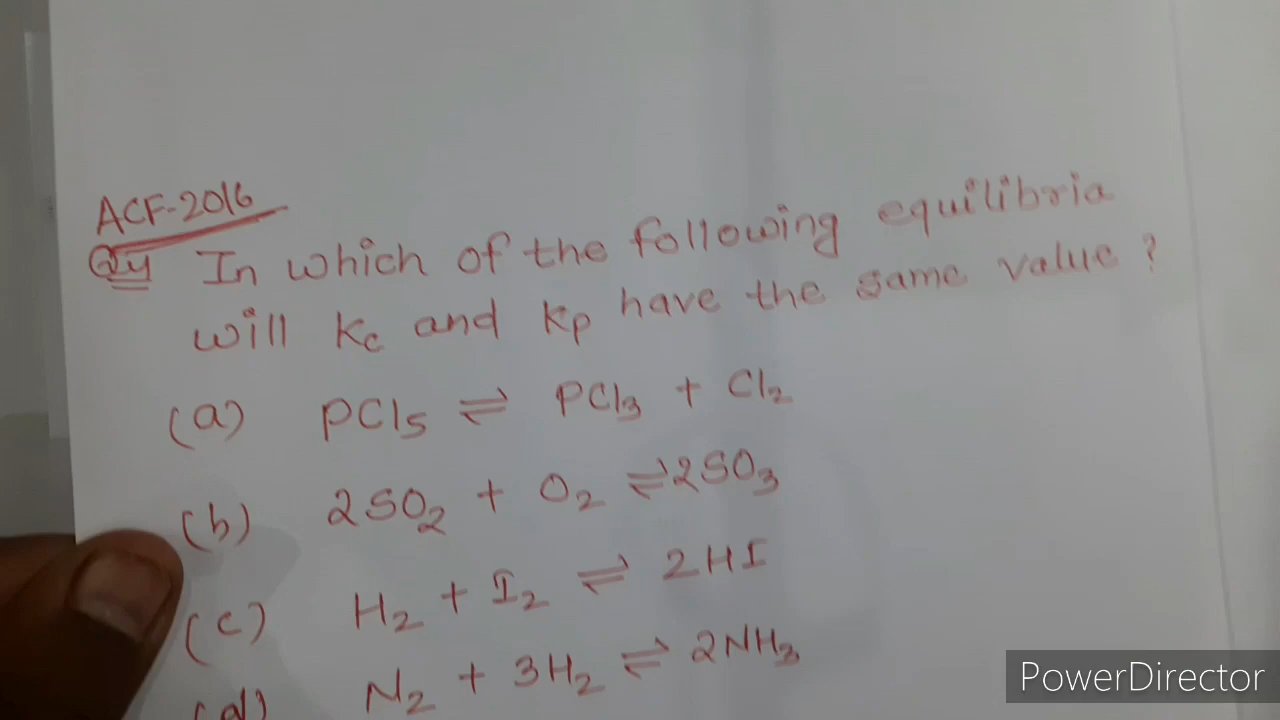 ACF-2016
Q4 In which of the following equilibria
will Kc and Kp have the same value ?
(a) PCl5 ⇌ PCl3 + Cl2
(b) 2SO2 + O2 ⇌ 2SO3
(c) H2 + I2 ⇌ 2HI
(d) N2 + 3H2 ⇌ 2NH3
PowerDirector